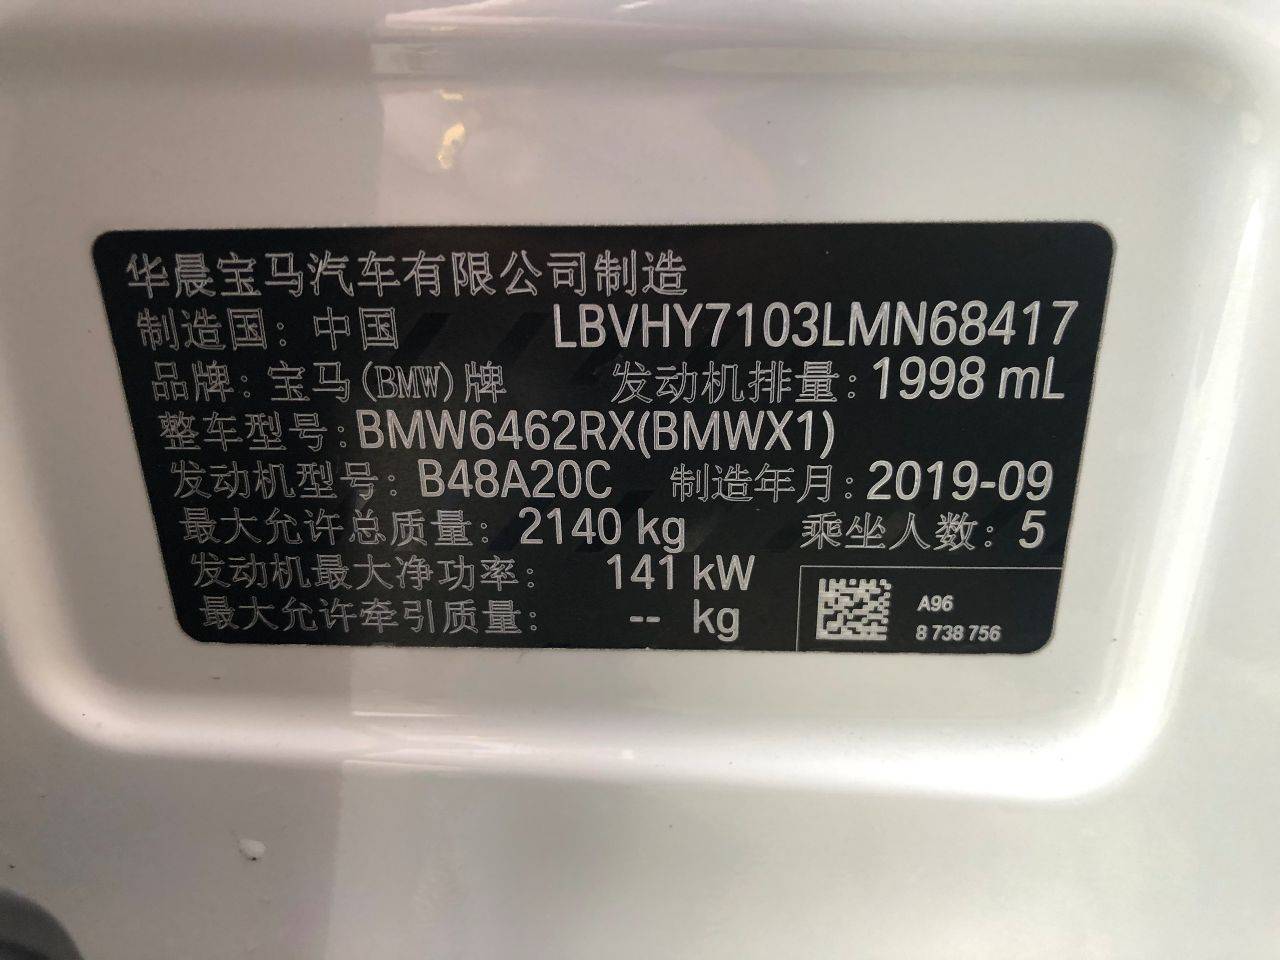 华晨宝马汽车有限公司制造
制造国: 中国 LBVHY7103LMN68417
品牌: 宝马(BMW)牌 发动机排量: 1998 mL
整车型号: BMW6462RX(BMWX1)
发动机型号: B48A20C 制造年月: 2019-09
最大允许总质量: 2140 kg 乘坐人数: 5
发动机最大净功率: 141 kW
最大允许牵引质量: -- kg
A96
8 738 756